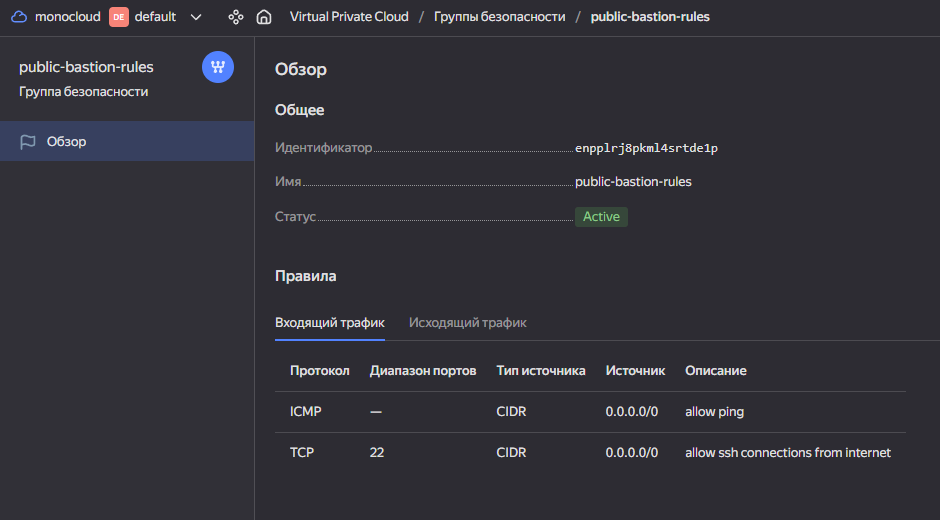 monocloud DE default Virtual Private Cloud / Группы безопасности / public-bastion-rules
public-bastion-rules
Группа безопасности
Обзор
Обзор
Общее
Идентификатор enpplrj8pkml4srtde1p
Имя public-bastion-rules
Статус Active
Правила
Входящий трафик Исходящий трафик
Протокол Диапазон портов Тип источника Источник Описание
ICMP — CIDR 0.0.0.0/0 allow ping
TCP 22 CIDR 0.0.0.0/0 allow ssh connections from internet